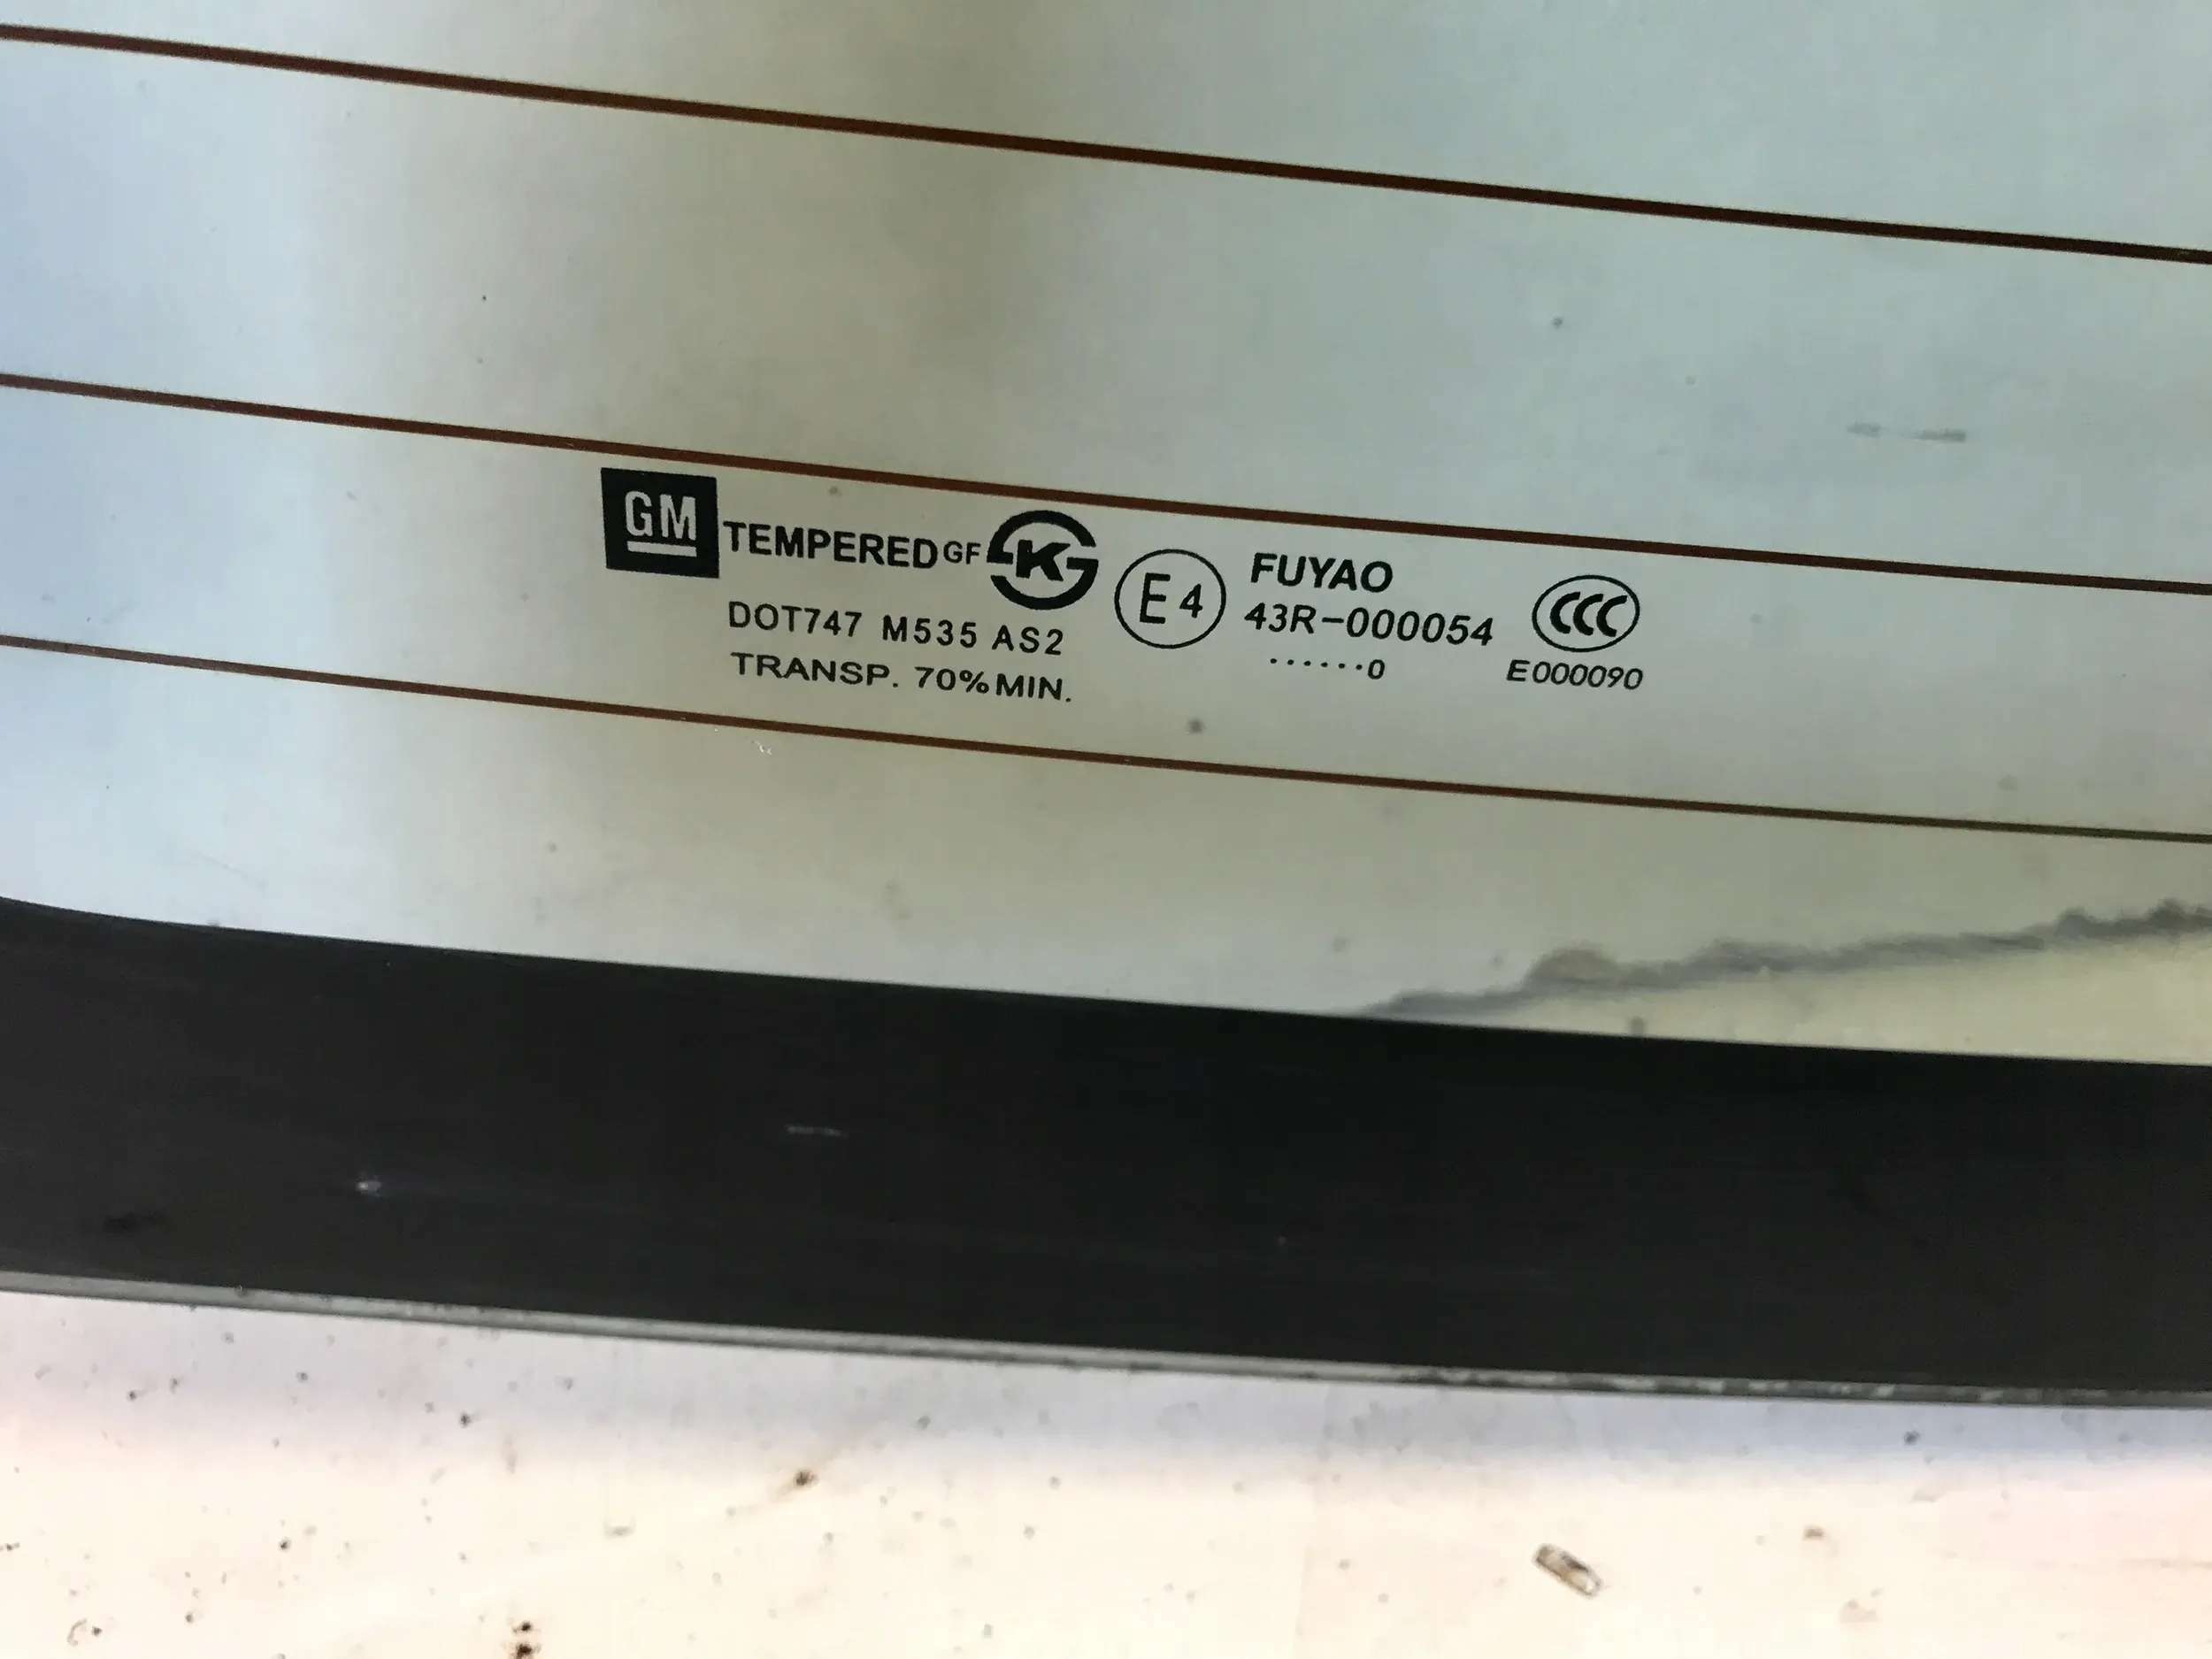 GM TEMPERED GF K
DOT747 M535 AS2
TRANSP. 70% MIN.
E4
FUYAO
43R-000054
······0
CCC
E000090